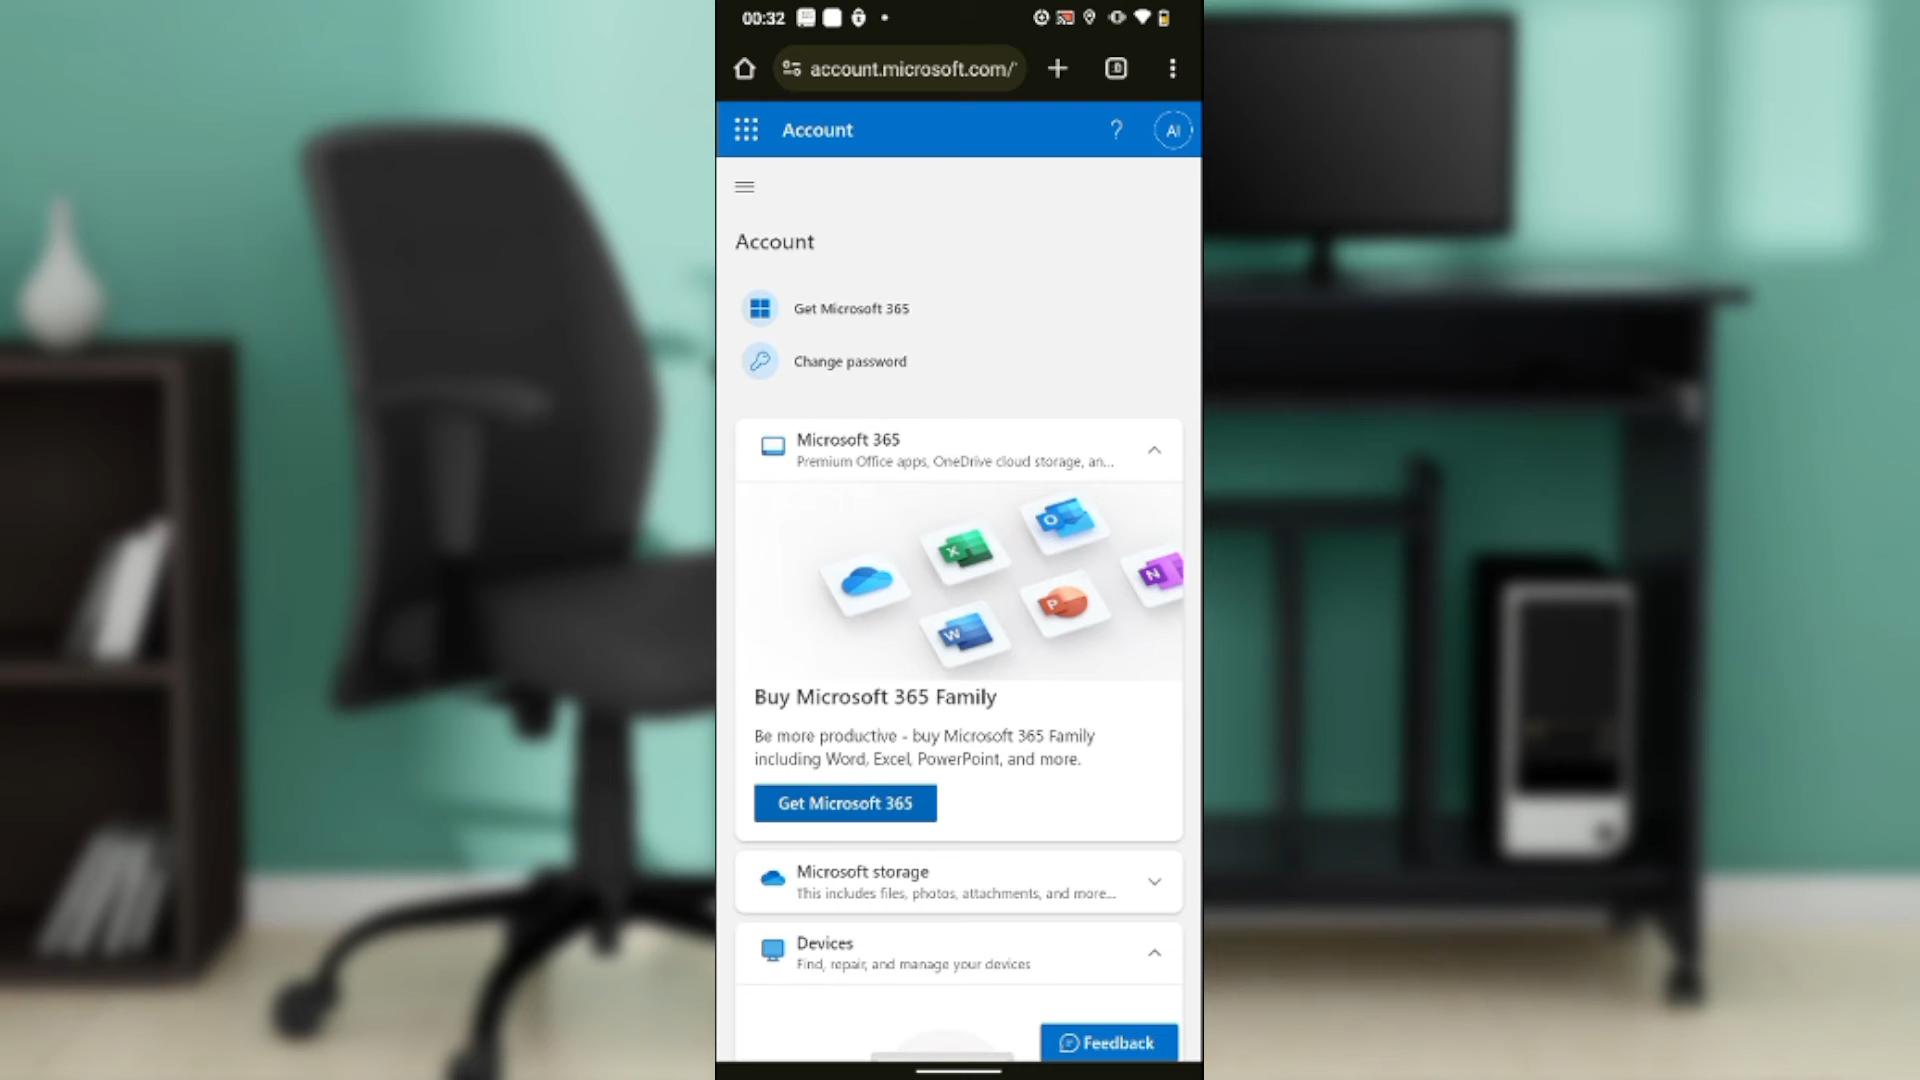 00:32
account.microsoft.com/
Account
?
AI
Account
Get Microsoft 365
Change password
Microsoft 365
Premium Office apps, OneDrive cloud storage, an...
O
X
N
P
W
Buy Microsoft 365 Family
Be more productive - buy Microsoft 365 Family
including Word, Excel, PowerPoint, and more.
Get Microsoft 365
Microsoft storage
This includes files, photos, attachments, and more...
Devices
Find, repair, and manage your devices
Feedback